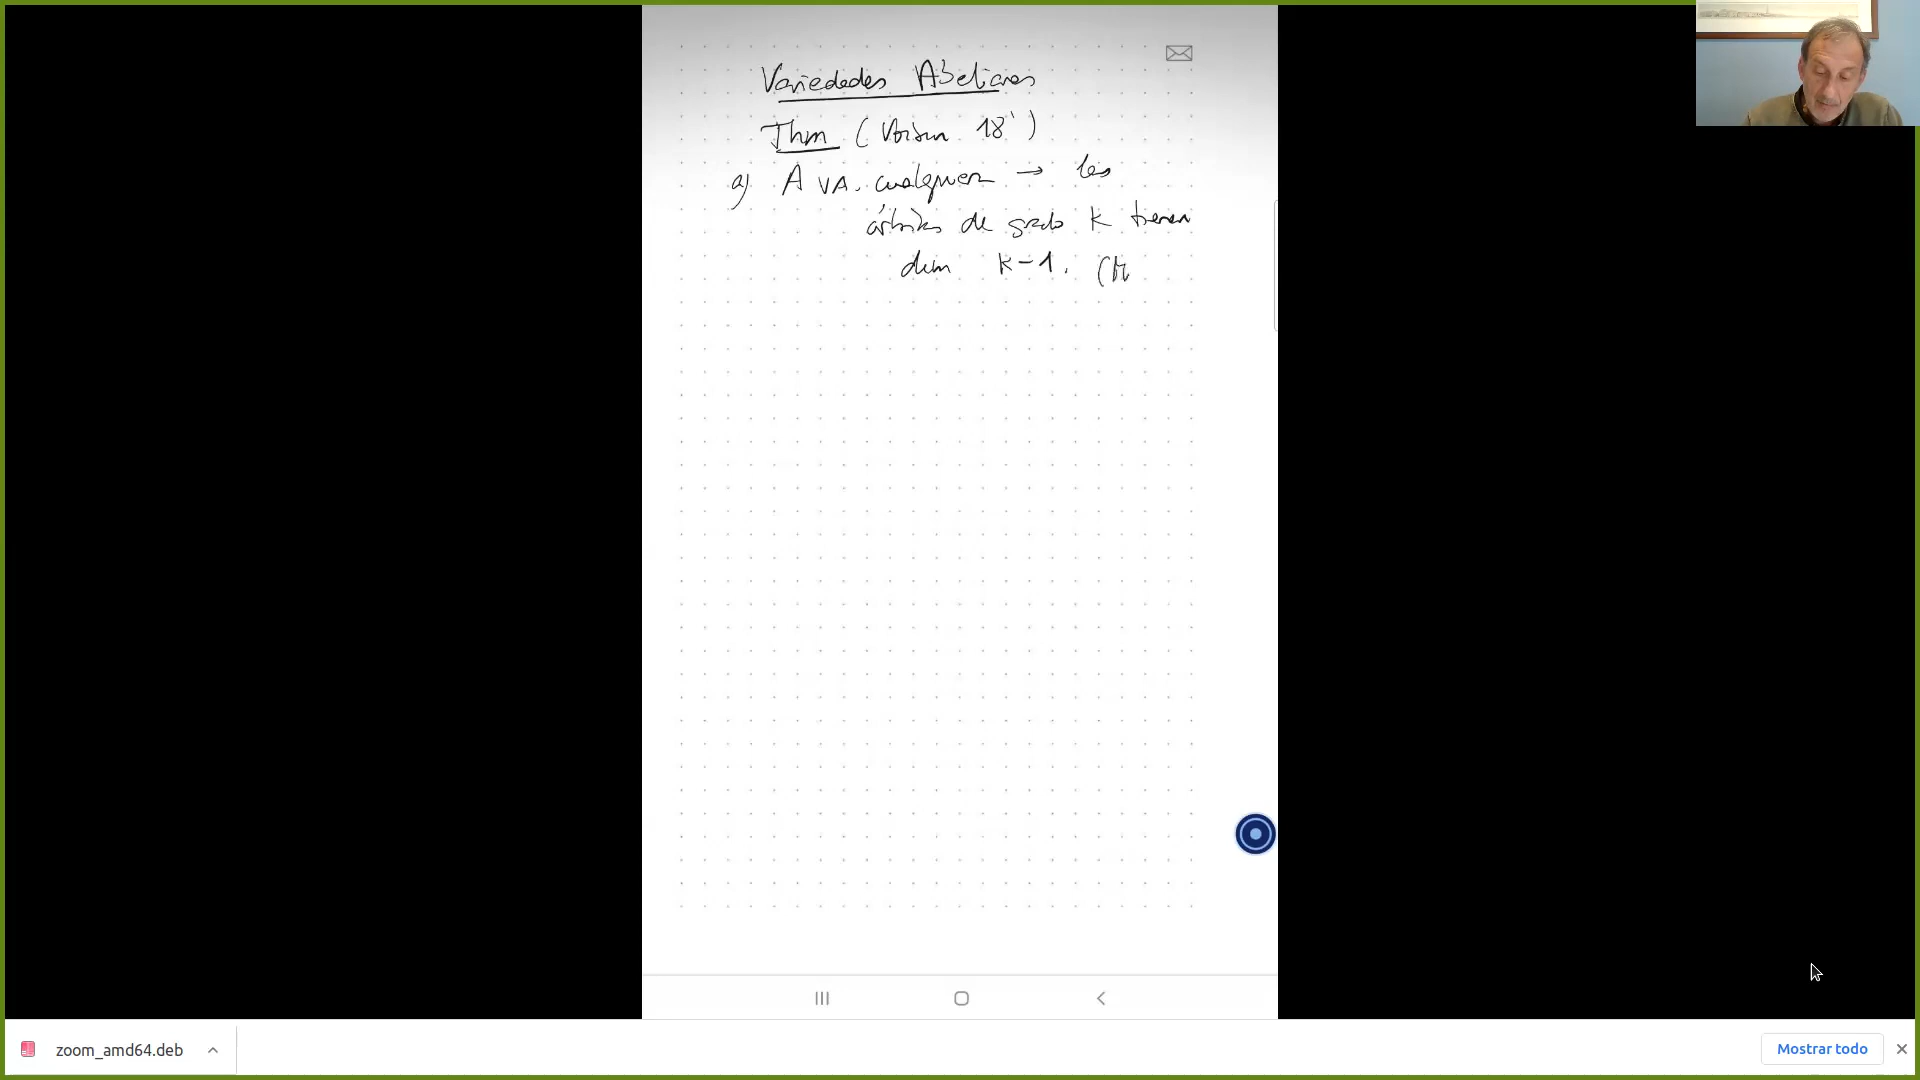 Variedades Abelianas
Thm (Voisin 18')
a) A VA. cualquiera → las
órbitas de grado k tienen
dim k-1. (
zoom_amd64.deb
Mostrar todo